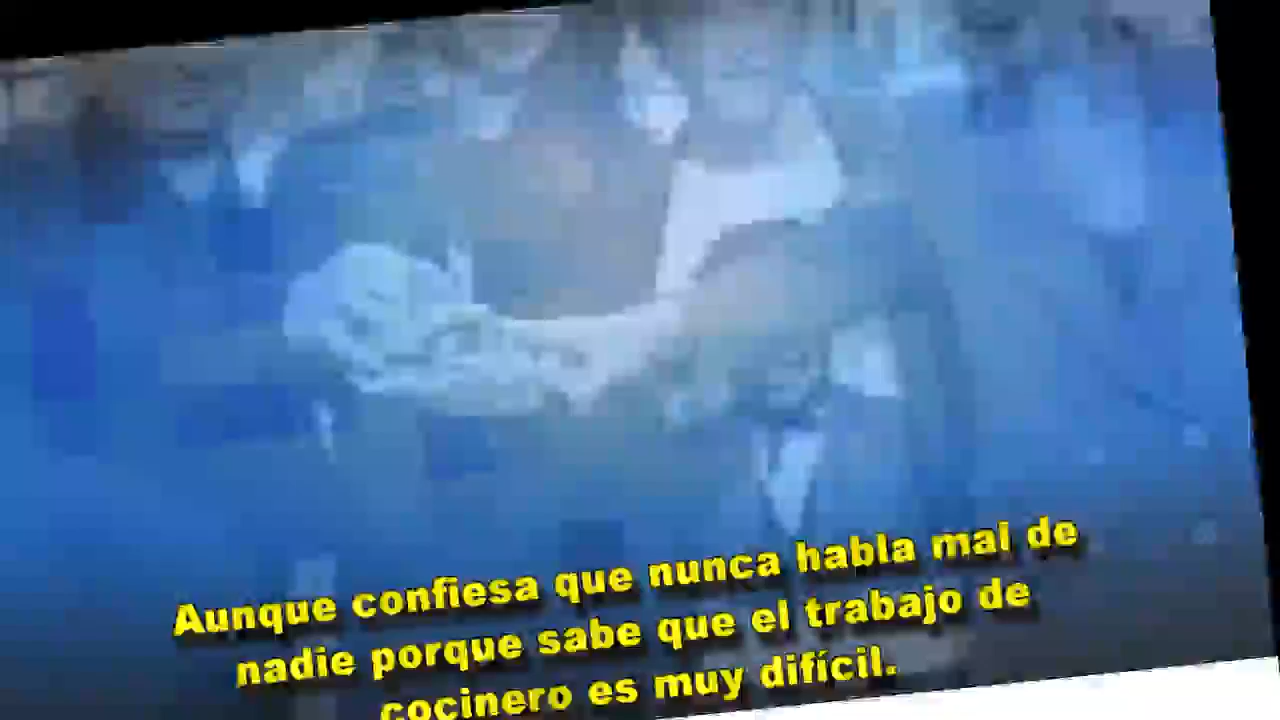 Aunque confiesa que nunca habla mal de
nadie porque sabe que el trabajo de
cocinero es muy difícil.